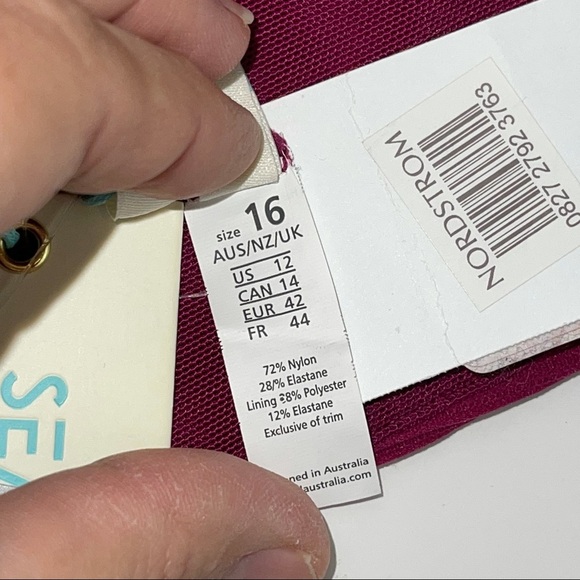 size 16
AUS/NZ/UK
US 12
CAN 14
EUR 42
FR 44
72% Nylon
28/% Elastane
Lining 88% Polyester
12% Elastane
Exclusive of trim
ned in Australia
australia.com
NORDSTROM
0827 2792 3763
SEA